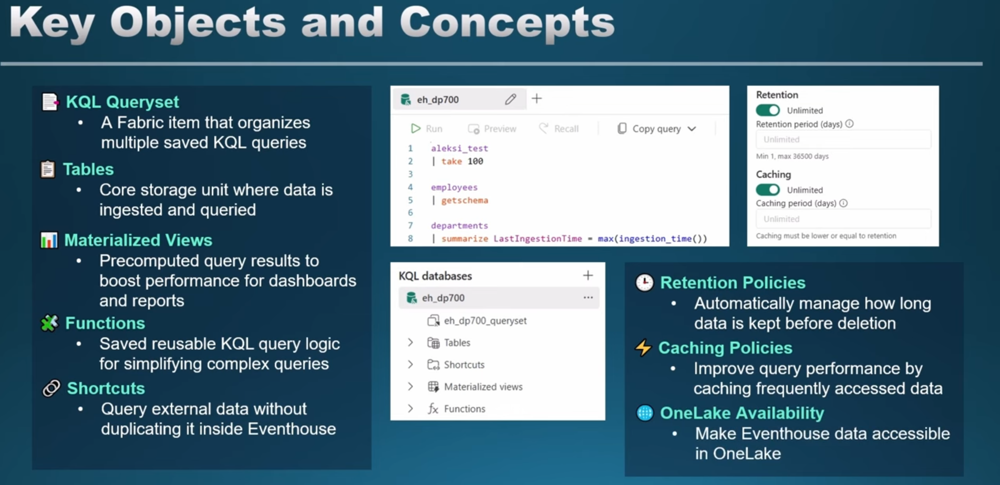 Key Objects and Concepts
KQL Queryset
• A Fabric item that organizes
multiple saved KQL queries
Tables
• Core storage unit where data is
ingested and queried
Materialized Views
• Precomputed query results to
boost performance for dashboards
and reports
Functions
• Saved reusable KQL query logic
for simplifying complex queries
Shortcuts
• Query external data without
duplicating it inside Eventhouse
eh_dp700
Run Preview Recall Copy query
1 aleksi_test
2 | take 100
3
4 employees
5 | getschema
6
7 departments
8 | summarize LastIngestionTime = max(ingestion_time())
Retention
Unlimited
Retention period (days)
Unlimited
Min 1, max 36500 days
Caching
Unlimited
Caching period (days)
Unlimited
Caching must be lower or equal to retention
KQL databases
eh_dp700
eh_dp700_queryset
Tables
Shortcuts
Materialized views
fx Functions
Retention Policies
• Automatically manage how long
data is kept before deletion
Caching Policies
• Improve query performance by
caching frequently accessed data
OneLake Availability
• Make Eventhouse data accessible
in OneLake